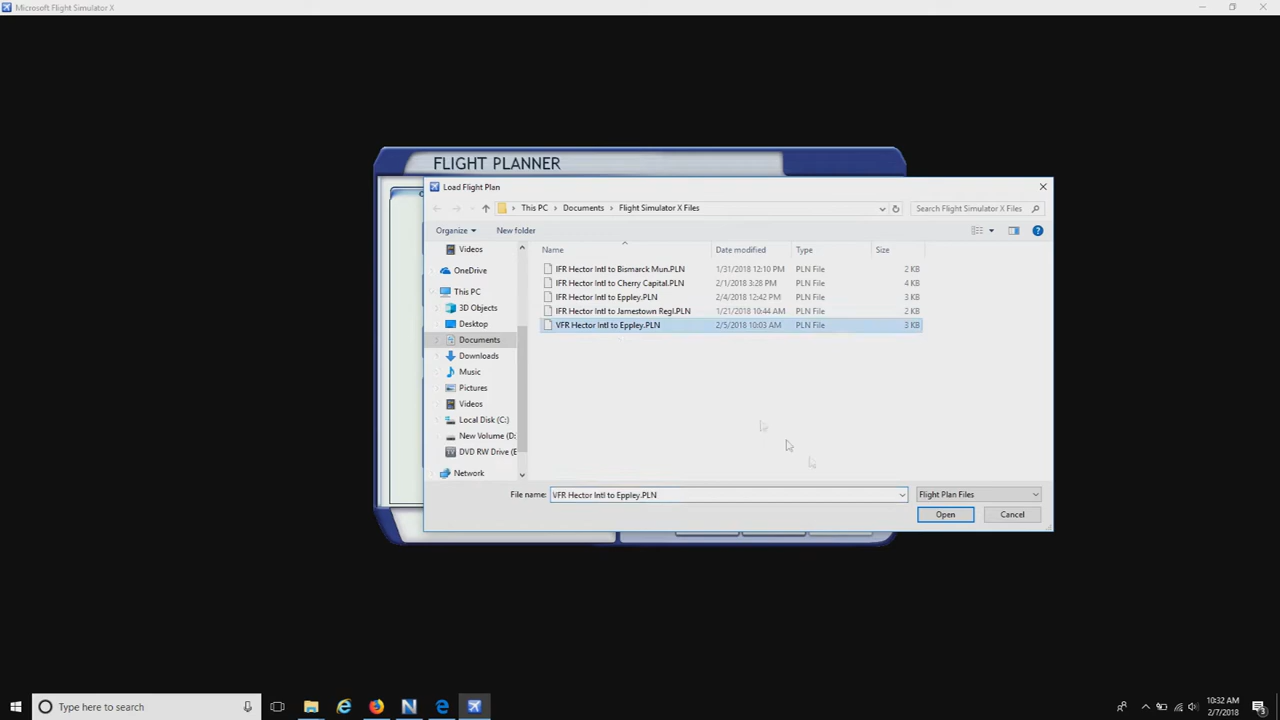 Microsoft Flight Simulator X
FLIGHT PLANNER
Load Flight Plan
This PC > Documents > Flight Simulator X Files
Search Flight Simulator X Files
Organize
New folder
Name
Date modified
Type
Size
Videos
OneDrive
This PC
3D Objects
Desktop
Documents
Downloads
Music
Pictures
Videos
Local Disk (C:)
New Volume (D:
DVD RW Drive (E
Network
IFR Hector Intl to Bismarck Mun.PLN 1/31/2018 12:10 PM PLN File 2 KB
IFR Hector Intl to Cherry Capital.PLN 2/1/2018 3:28 PM PLN File 4 KB
IFR Hector Intl to Eppley.PLN 2/4/2018 12:42 PM PLN File 3 KB
IFR Hector Intl to Jamestown Regl.PLN 1/21/2018 10:44 AM PLN File 2 KB
VFR Hector Intl to Eppley.PLN 2/5/2018 10:03 AM PLN File 3 KB
File name: VFR Hector Intl to Eppley.PLN
Flight Plan Files
Open
Cancel
Type here to search
10:32 AM
2/7/2018
3